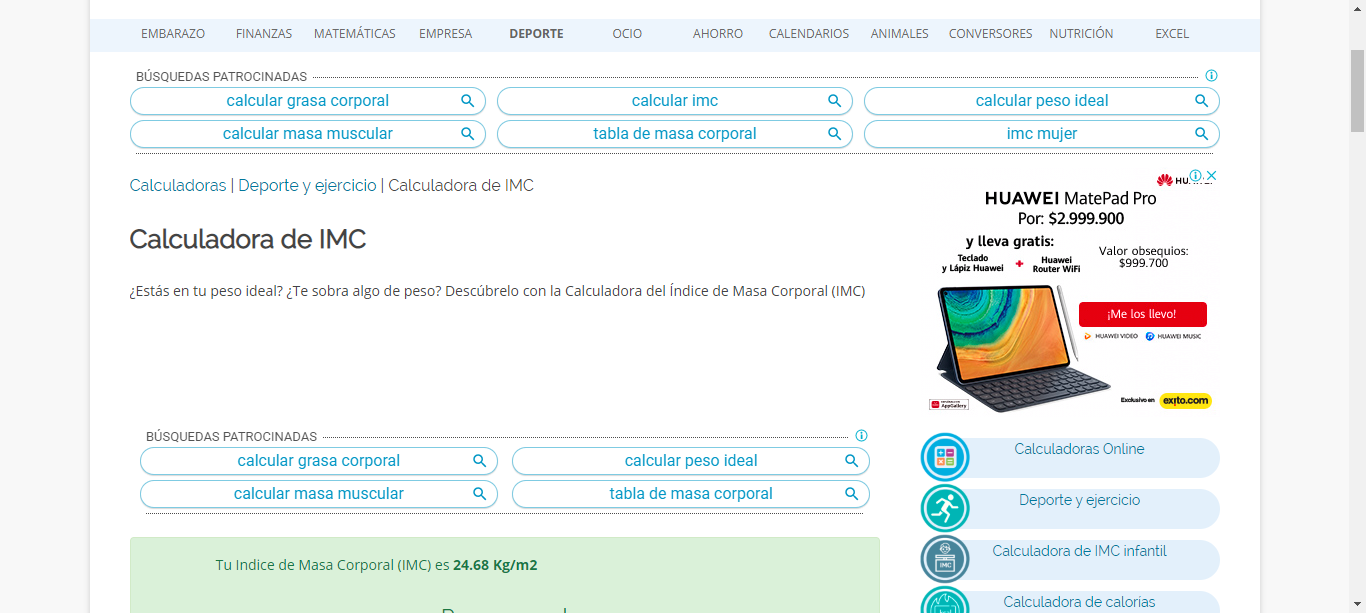 EMBARAZO FINANZAS MATEMÁTICAS EMPRESA DEPORTE OCIO AHORRO CALENDARIOS ANIMALES CONVERSORES NUTRICIÓN EXCEL
BÚSQUEDAS PATROCINADAS
calcular grasa corporal calcular imc calcular peso ideal
calcular masa muscular tabla de masa corporal imc mujer
Calculadoras | Deporte y ejercicio | Calculadora de IMC
Calculadora de IMC
¿Estás en tu peso ideal? ¿Te sobra algo de peso? Descúbrelo con la Calculadora del Índice de Masa Corporal (IMC)
HUAWEI MatePad Pro
Por: $2.999.900
y lleva gratis:
Teclado
y Lápiz Huawei + Huawei
Router WiFi
Valor obsequios:
$999.700
¡Me los llevo!
HUAWEI VIDEO HUAWEI MUSIC
AppGallery
Exclusivo en exito.com
BÚSQUEDAS PATROCINADAS
calcular grasa corporal calcular peso ideal
calcular masa muscular tabla de masa corporal
Tu Indice de Masa Corporal (IMC) es 24.68 Kg/m2
Calculadoras Online
Deporte y ejercicio
IMC
Calculadora de IMC infantil
Calculadora de calorías